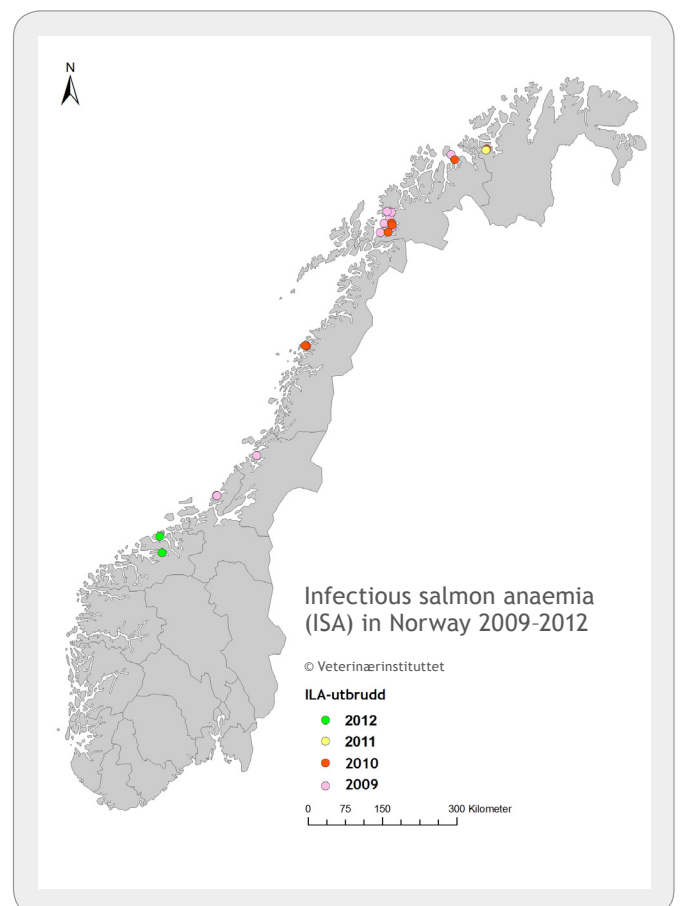 N
Infectious salmon anaemia
(ISA) in Norway 2009–2012
© Veterinærinstituttet
ILA-utbrudd
2012
2011
2010
2009
0 75 150 300 Kilometer